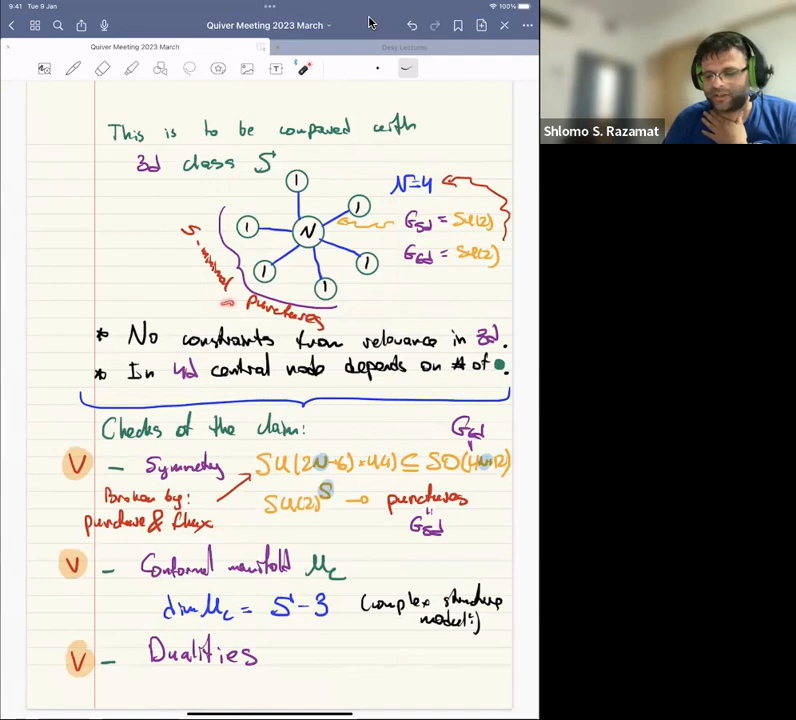 9:41 Tue 9 Jan
100%
Quiver Meeting 2023 March
Quiver Meeting 2023 March
Desy Lectures
Shlomo S. Razamat
This is to be compared with
3d class S
1
1
1
N
1
1
1
N=4
G5d = SU(2)
G6d = SU(2)
S-minimal
punctures
* No constraints from relevance in 3d.
* In 4d central node depends on # of
Checks of the claim:
G6d
V - Symmetry SU(2N+6)×U(1) ⊆ SO(4N+12)
Broken by:
puncture & flux
SU(2)^S → punctures
G5d
V - Conformal manifold Mc
dim Mc = S - 3 (complex structure
moduli)
V - Dualities